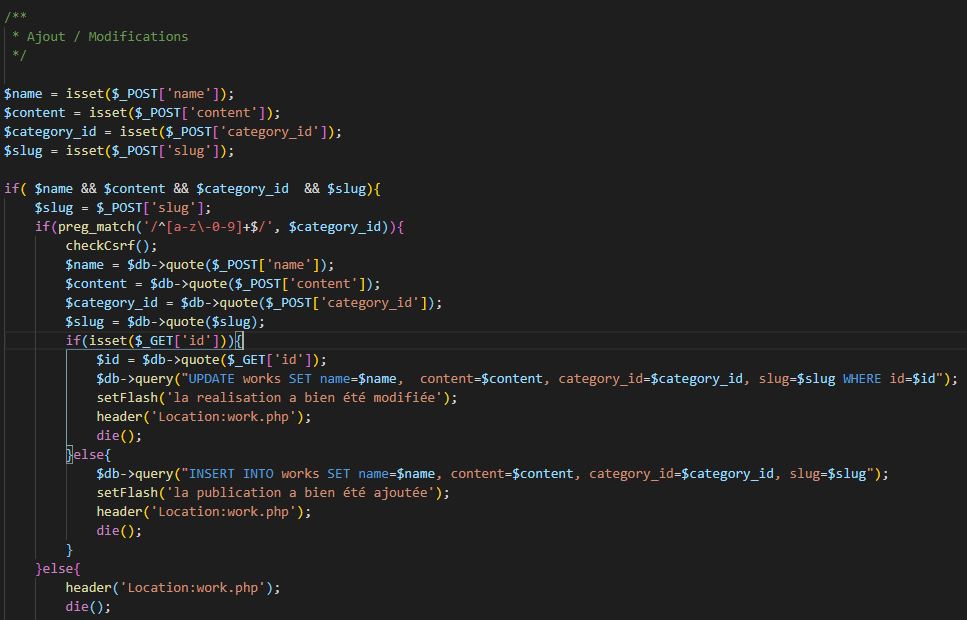 /**
 * Ajout / Modifications
 */
$name = isset($_POST['name']);
$content = isset($_POST['content']);
$category_id = isset($_POST['category_id']);
$slug = isset($_POST['slug']);
if( $name && $content && $category_id  && $slug){
    $slug = $_POST['slug'];
    if(preg_match('/^[a-z\-0-9]+$/', $category_id)){
        checkCsrf();
        $name = $db->quote($_POST['name']);
        $content = $db->quote($_POST['content']);
        $category_id = $db->quote($_POST['category_id']);
        $slug = $db->quote($slug);
        if(isset($_GET['id'])){
            $id = $db->quote($_GET['id']);
            $db->query("UPDATE works SET name=$name,  content=$content, category_id=$category_id, slug=$slug WHERE id=$id");
            setFlash('la realisation a bien été modifiée');
            header('Location:work.php');
            die();
        }else{
            $db->query("INSERT INTO works SET name=$name, content=$content, category_id=$category_id, slug=$slug");
            setFlash('la publication a bien été ajoutée');
            header('Location:work.php');
            die();
        }
    }else{
        header('Location:work.php');
        die();